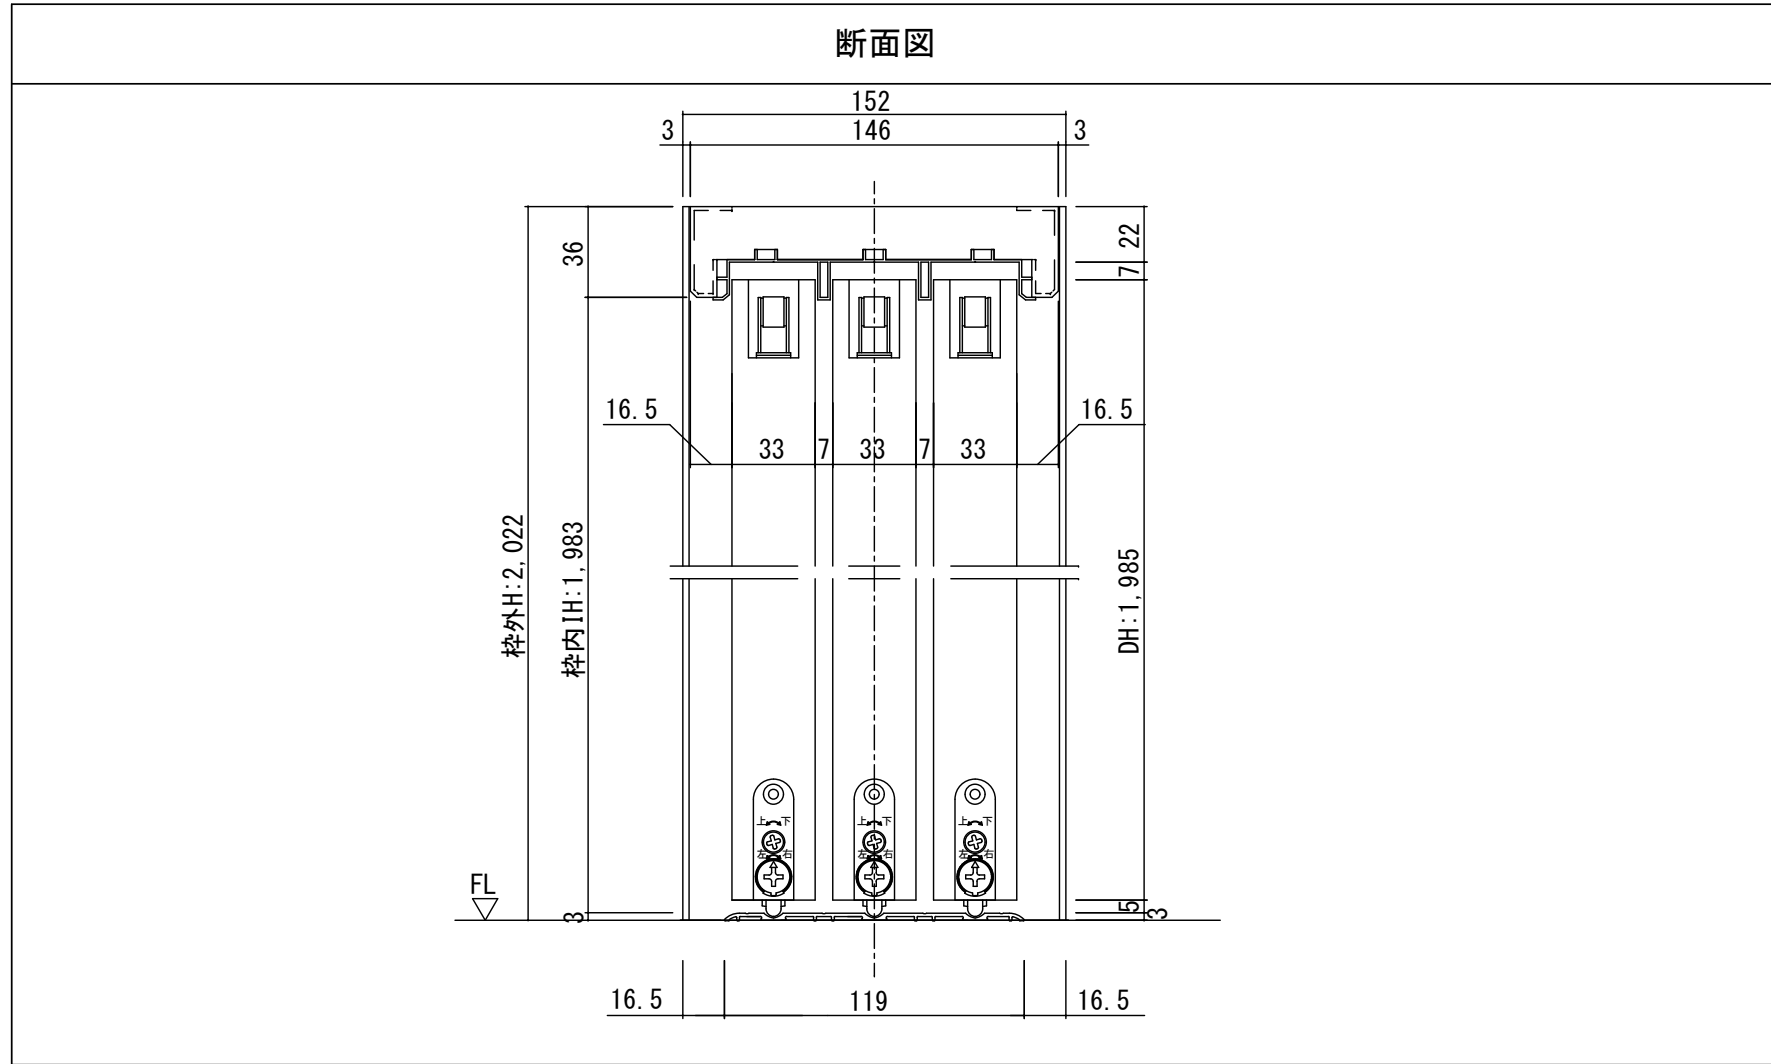 断面図
152
3 146 3
36
22
7
16.5 16.5
33 7 33 7 33
枠外H:2,022
枠内IH:1,983
DH:1,985
上 下 上 下 上 下
左 右 左 右 左 右
FL
3
5
3
16.5 119 16.5